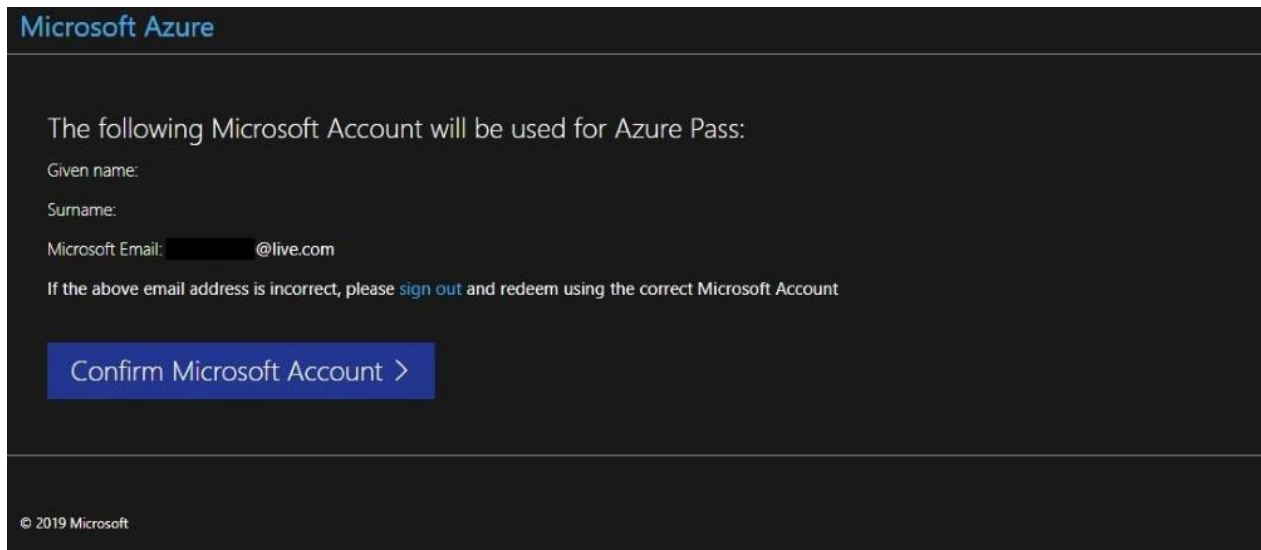 Microsoft Azure
The following Microsoft Account will be used for Azure Pass:
Given name:
Surname:
Microsoft Email: @live.com
If the above email address is incorrect, please sign out and redeem using the correct Microsoft Account
Confirm Microsoft Account >
© 2019 Microsoft